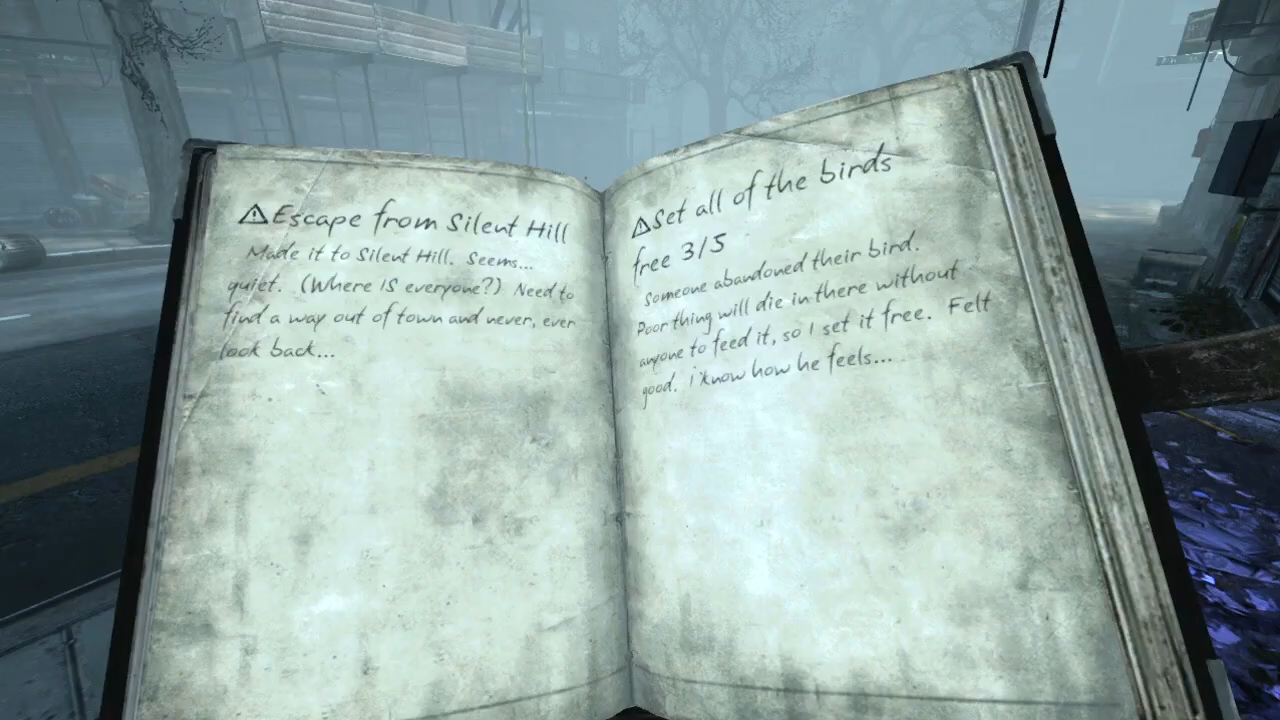 ⚠Escape from Silent Hill
Made it to Silent Hill. Seems...
quiet. (Where is everyone?) Need to
find a way out of town and never, ever
look back...
⚠Set all of the birds
free 3/5
Someone abandoned their bird.
Poor thing will die in there without
anyone to feed it, so I set it free. Felt
good. I know how he feels...